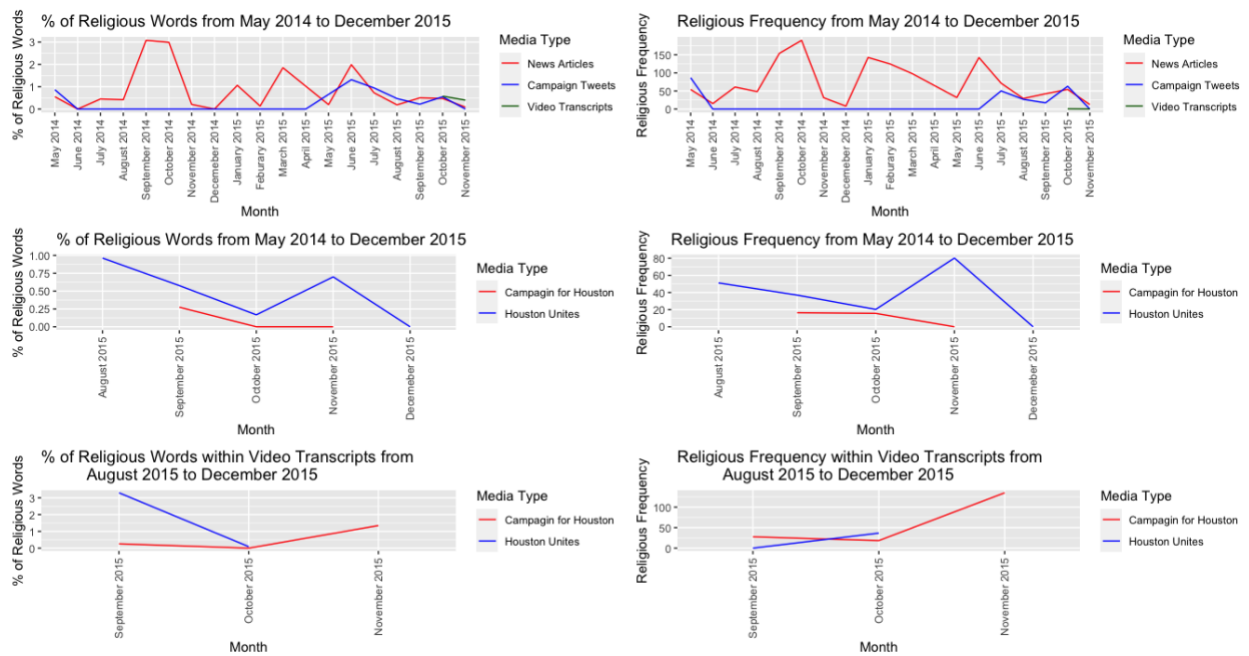 % of Religious Words from May 2014 to December 2015
% of Religious Words
3
2
1
0
May 2014
June 2014
July 2014
August 2014
September 2014
October 2014
November 2014
Decemeber 2014
January 2015
Feburary 2015
March 2015
April 2015
May 2015
June 2015
July 2015
August 2015
September 2015
October 2015
November 2015
Month
Media Type
News Articles
Campaign Tweets
Video Transcripts
Religious Frequency from May 2014 to December 2015
Religious Frequency
150
100
50
0
May 2014
June 2014
July 2014
August 2014
September 2014
October 2014
November 2014
Decemeber 2014
January 2015
Feburary 2015
March 2015
April 2015
May 2015
June 2015
July 2015
August 2015
September 2015
October 2015
November 2015
Month
Media Type
News Articles
Campaign Tweets
Video Transcripts
% of Religious Words from May 2014 to December 2015
% of Religious Words
1.00
0.75
0.50
0.25
0.00
August 2015
September 2015
October 2015
November 2015
Decemeber 2015
Month
Media Type
Campagin for Houston
Houston Unites
Religious Frequency from May 2014 to December 2015
Religious Frequency
80
60
40
20
0
August 2015
September 2015
October 2015
November 2015
Decemeber 2015
Month
Media Type
Campagin for Houston
Houston Unites
% of Religious Words within Video Transcripts from
August 2015 to December 2015
% of Religious Words
3
2
1
0
September 2015
October 2015
November 2015
Month
Media Type
Campagin for Houston
Houston Unites
Religious Frequency within Video Transcripts from
August 2015 to December 2015
Religious Frequency
100
50
0
September 2015
October 2015
November 2015
Month
Media Type
Campagin for Houston
Houston Unites